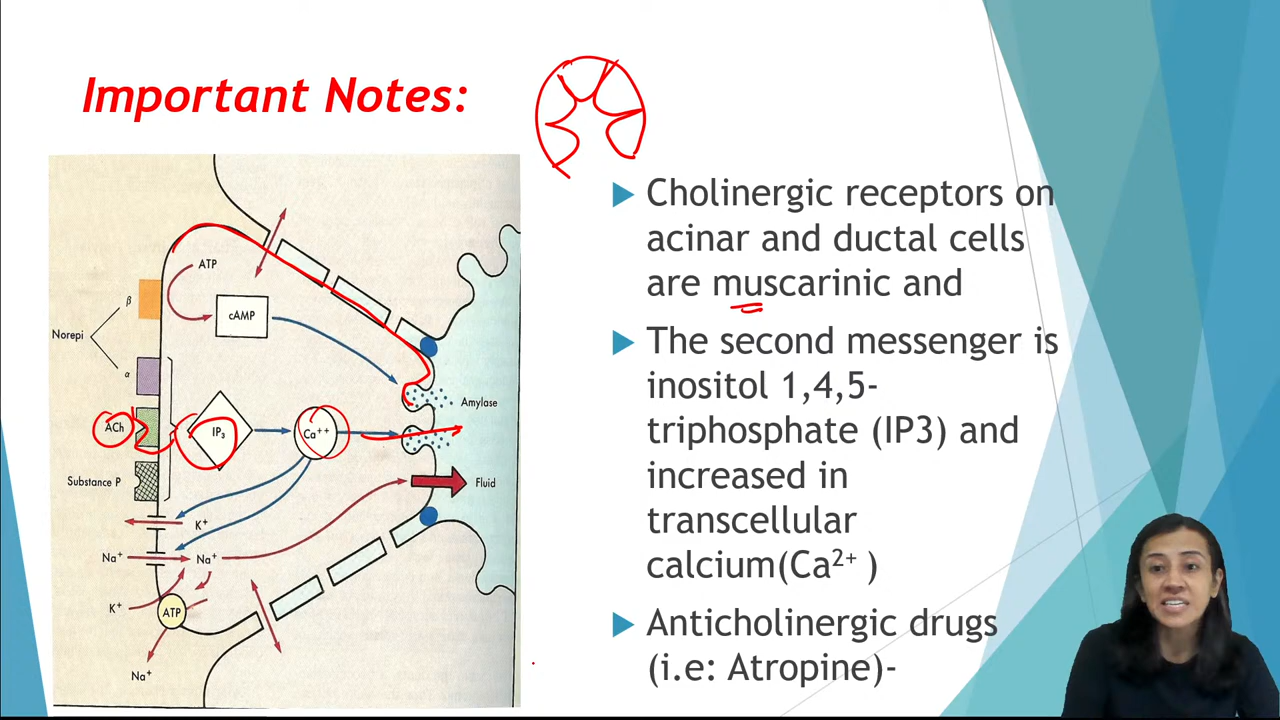 Important Notes:
Cholinergic receptors on
acinar and ductal cells
are muscarinic and
The second messenger is
inositol 1,4,5-
triphosphate (IP3) and
increased in
transcellular
calcium(Ca²⁺ )
Anticholinergic drugs
(i.e: Atropine)-
ATP
β
cAMP
Norepi
α
Amylase
ACh
IP₃
Ca⁺⁺
Substance P
Fluid
K⁺
Na⁺
Na⁺
K⁺
ATP
Na⁺